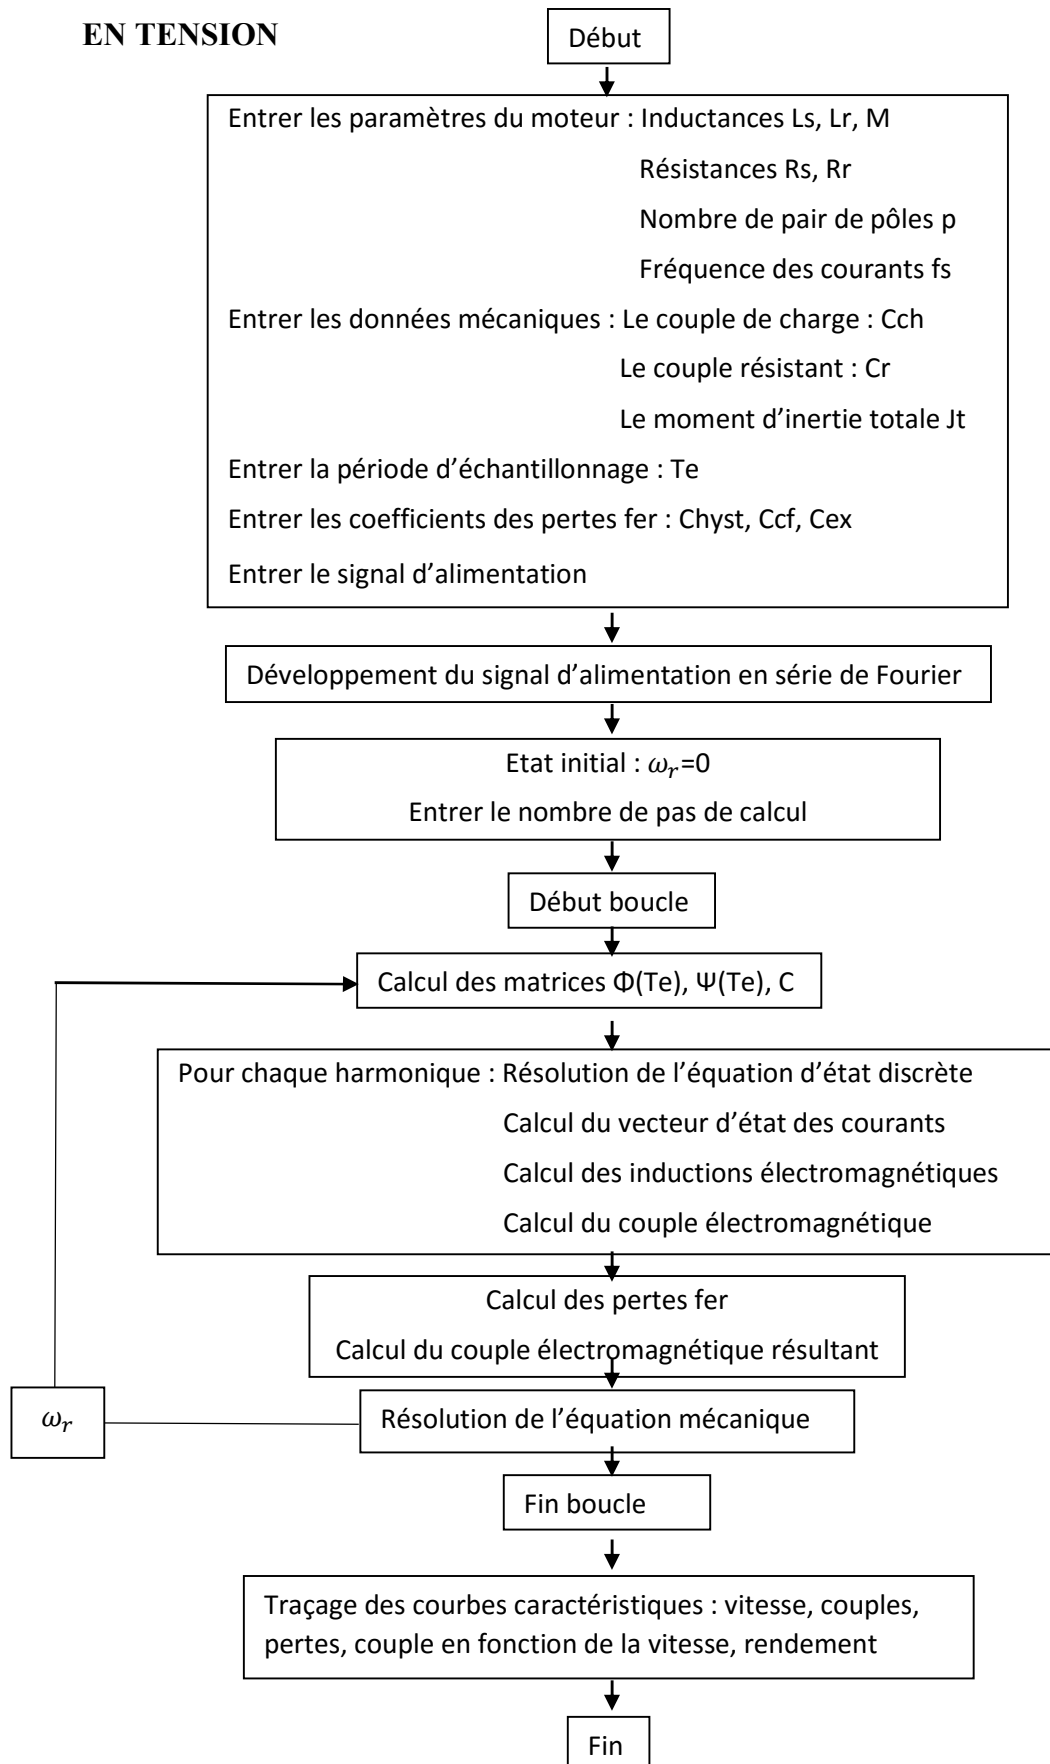 EN TENSION
Début
Entrer les paramètres du moteur : Inductances Ls, Lr, M
Résistances Rs, Rr
Nombre de pair de pôles p
Fréquence des courants fs
Entrer les données mécaniques : Le couple de charge : Cch
Le couple résistant : Cr
Le moment d’inertie totale Jt
Entrer la période d’échantillonnage : Te
Entrer les coefficients des pertes fer : Chyst, Ccf, Cex
Entrer le signal d’alimentation
Développement du signal d’alimentation en série de Fourier
Etat initial : ω_r=0
Entrer le nombre de pas de calcul
Début boucle
Calcul des matrices Φ(Te), Ψ(Te), C
Pour chaque harmonique : Résolution de l’équation d’état discrète
Calcul du vecteur d’état des courants
Calcul des inductions électromagnétiques
Calcul du couple électromagnétique
Calcul des pertes fer
Calcul du couple électromagnétique résultant
ω_r
Résolution de l’équation mécanique
Fin boucle
Traçage des courbes caractéristiques : vitesse, couples,
pertes, couple en fonction de la vitesse, rendement
Fin